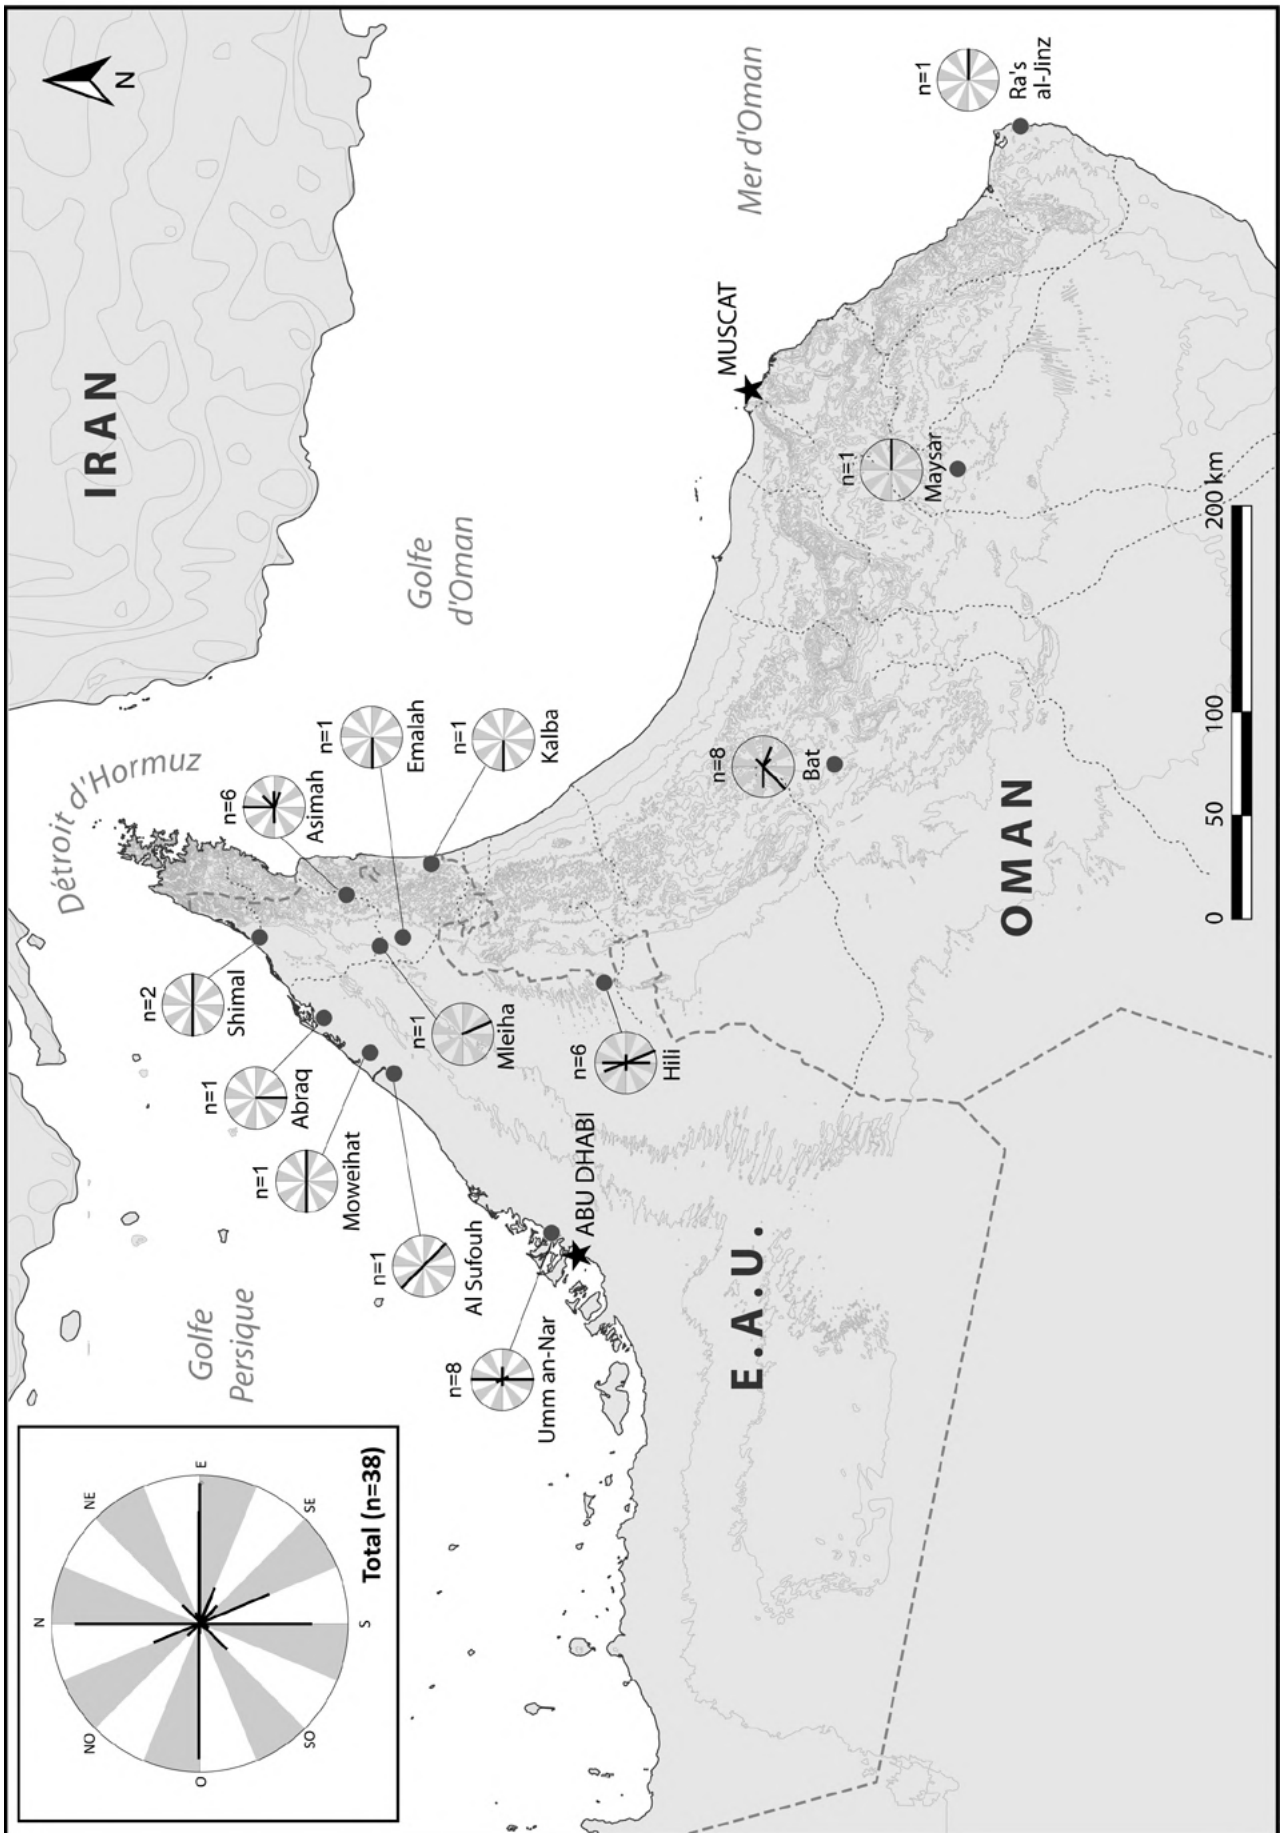 N
NO
NE
O
E
SO
SE
S
Total (n=38)
N
IRAN
Détroit d'Hormuz
Golfe
Persique
Golfe
d'Oman
Mer d'Oman
n=2
Shimal
n=6
Asimah
n=1
Abraq
n=1
Emalah
n=1
Moweihat
n=1
Al Sufouh
n=1
Mleiha
n=1
Kalba
n=8
Umm an-Nar
ABU DHABI
n=6
Hili
MUSCAT
n=8
Bat
n=1
Maysar
n=1
Ra's
al-Jinz
E.A.U.
OMAN
0
50
100
200 km